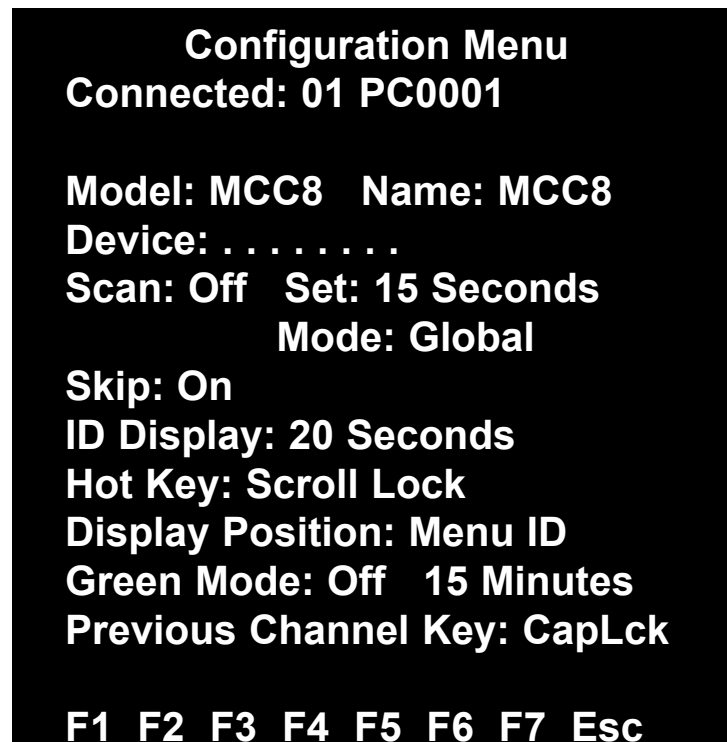 Configuration Menu
Connected: 01 PC0001
Model: MCC8 Name: MCC8
Device: . . . . . . . .
Scan: Off Set: 15 Seconds
Mode: Global
Skip: On
ID Display: 20 Seconds
Hot Key: Scroll Lock
Display Position: Menu ID
Green Mode: Off 15 Minutes
Previous Channel Key: CapLck
F1 F2 F3 F4 F5 F6 F7 Esc